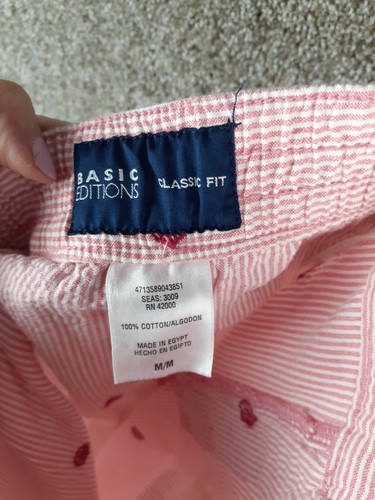 BASIC
EDITIONS
CLASSIC FIT
4713589043851
SEAS: 3009
RN 42000
100% COTTON/ALGODON
MADE IN EGYPT
HECHO EN EGIPTO
M/M